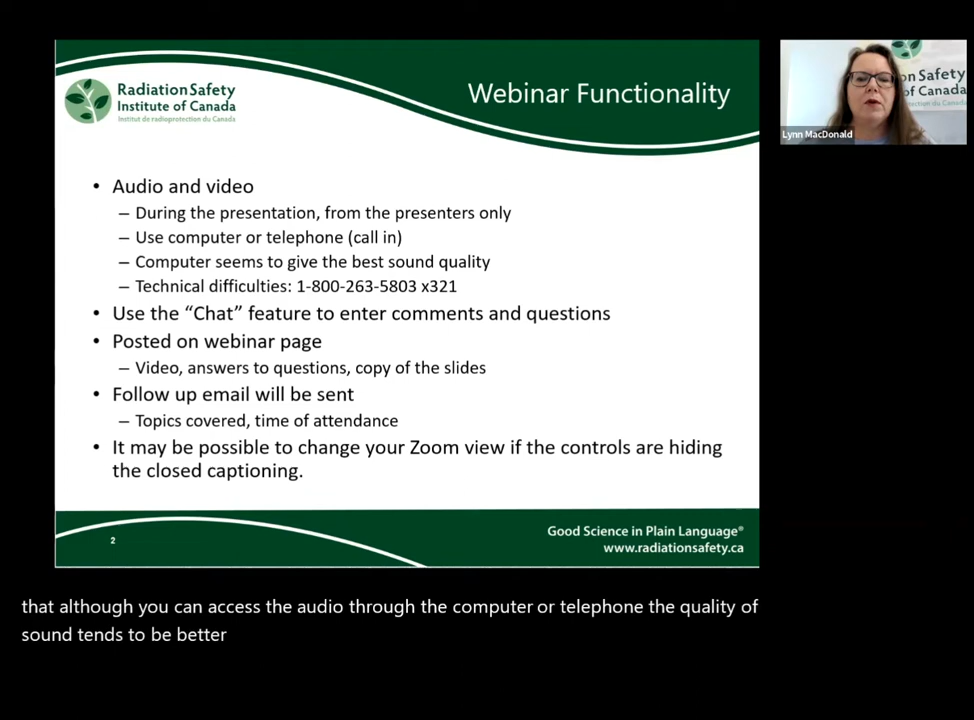 Radiation Safety
Institute of Canada
Institut de radioprotection du Canada
Webinar Functionality
on Safety
of Canada
Lynn MacDonald
• Audio and video
– During the presentation, from the presenters only
– Use computer or telephone (call in)
– Computer seems to give the best sound quality
– Technical difficulties: 1-800-263-5803 x321
• Use the “Chat” feature to enter comments and questions
• Posted on webinar page
– Video, answers to questions, copy of the slides
• Follow up email will be sent
– Topics covered, time of attendance
• It may be possible to change your Zoom view if the controls are hiding
the closed captioning.
2
Good Science in Plain Language®
www.radiationsafety.ca
that although you can access the audio through the computer or telephone the quality of
sound tends to be better